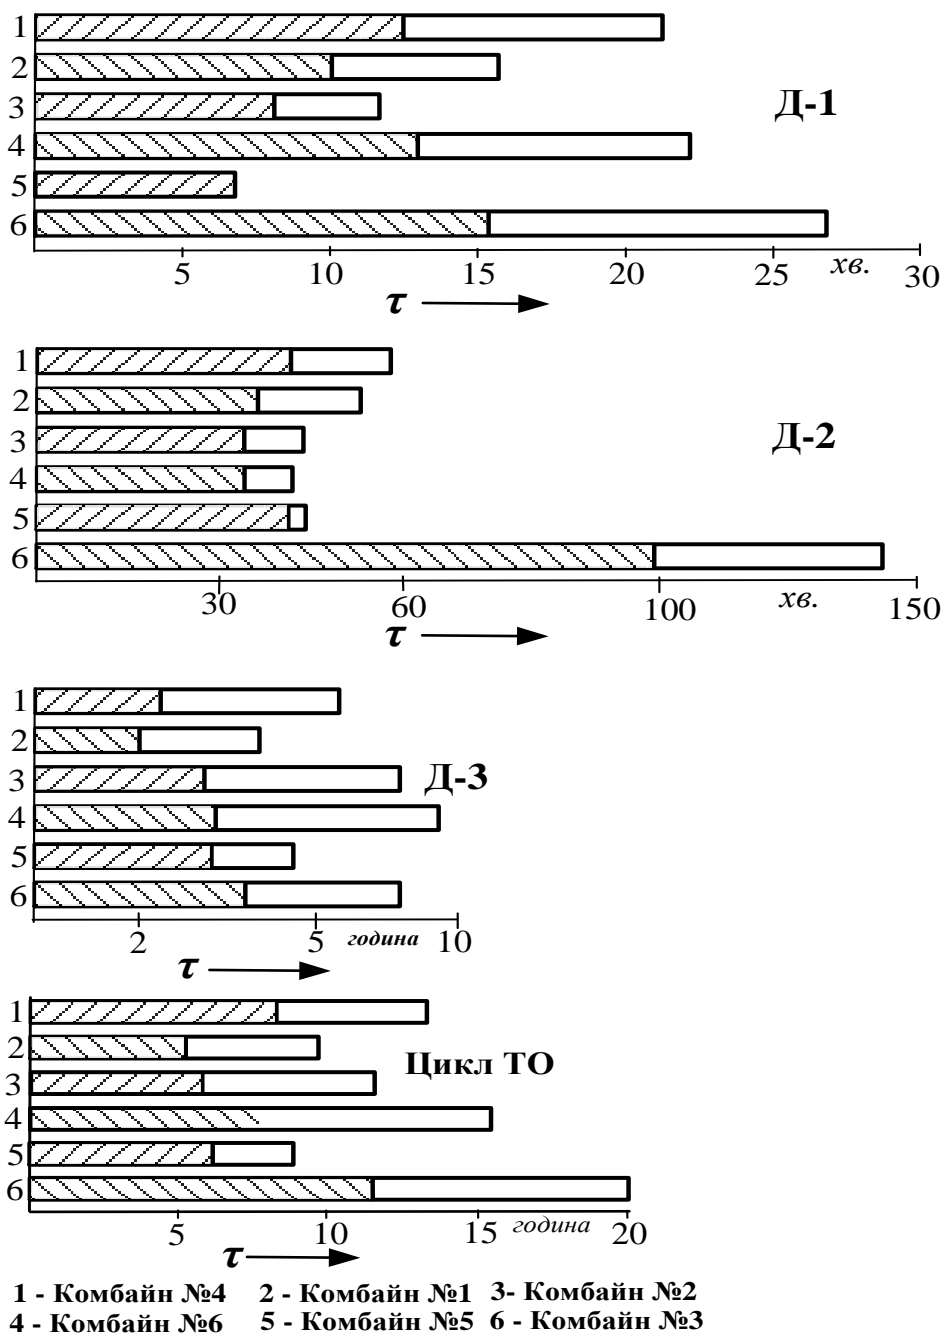 1
2
3
4
5
6
Д-1
5 10 15 20 25 хв. 30
τ
1
2
3
4
5
6
Д-2
30 60 100 хв. 150
τ
1
2
3
4
5
6
Д-3
2 5 година 10
τ
1
2
3
4
5
6
Цикл ТО
5 10 15 година 20
τ
1 - Комбайн №4 2 - Комбайн №1 3- Комбайн №2
4 - Комбайн №6 5 - Комбайн №5 6 - Комбайн №3